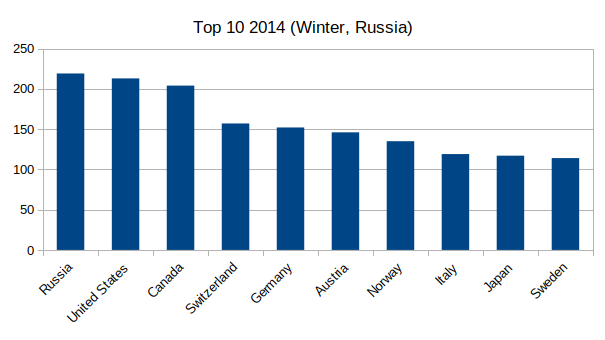 Top 10 2014 (Winter, Russia)
250
200
150
100
50
0
Russia
United States
Canada
Switzerland
Germany
Austria
Norway
Italy
Japan
Sweden